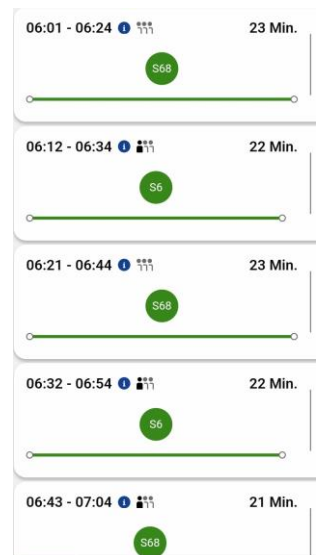 06:01 - 06:24 i 23 Min.
S68
06:12 - 06:34 i 22 Min.
S6
06:21 - 06:44 i 23 Min.
S68
06:32 - 06:54 i 22 Min.
S6
06:43 - 07:04 i 21 Min.
S68